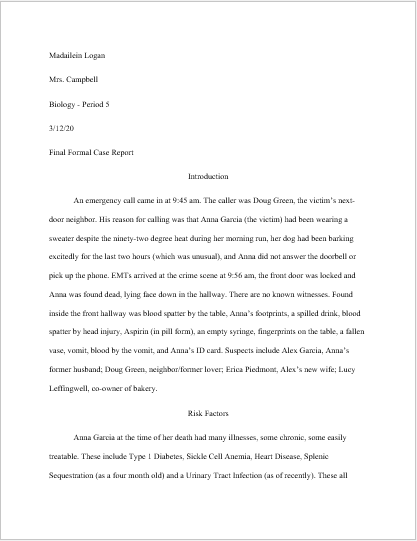 Madailein Logan
Mrs. Campbell
Biology - Period 5
3/12/20
Final Formal Case Report
Introduction
An emergency call came in at 9:45 am. The caller was Doug Green, the victim's next-
door neighbor. His reason for calling was that Anna Garcia (the victim) had been wearing a
sweater despite the ninety-two degree heat during her morning run, her dog had been barking
excitedly for the last two hours (which was unusual), and Anna did not answer the doorbell or
pick up the phone. EMTs arrived at the crime scene at 9:56 am, the front door was locked and
Anna was found dead, lying face down in the hallway. There are no known witnesses. Found
inside the front hallway was blood spatter by the table, Anna's footprints, a spilled drink, blood
spatter by head injury, Aspirin (in pill form), an empty syringe, fingerprints on the table, a fallen
vase, vomit, blood by the vomit, and Anna's ID card. Suspects include Alex Garcia, Anna's
former husband; Doug Green, neighbor/former lover; Erica Piedmont, Alex's new wife; Lucy
Leffingwell, co-owner of bakery.
Risk Factors
Anna Garcia at the time of her death had many illnesses, some chronic, some easily
treatable. These include Type 1 Diabetes, Sickle Cell Anemia, Heart Disease, Splenic
Sequestration (as a four month old) and a Urinary Tract Infection (as of recently). These all